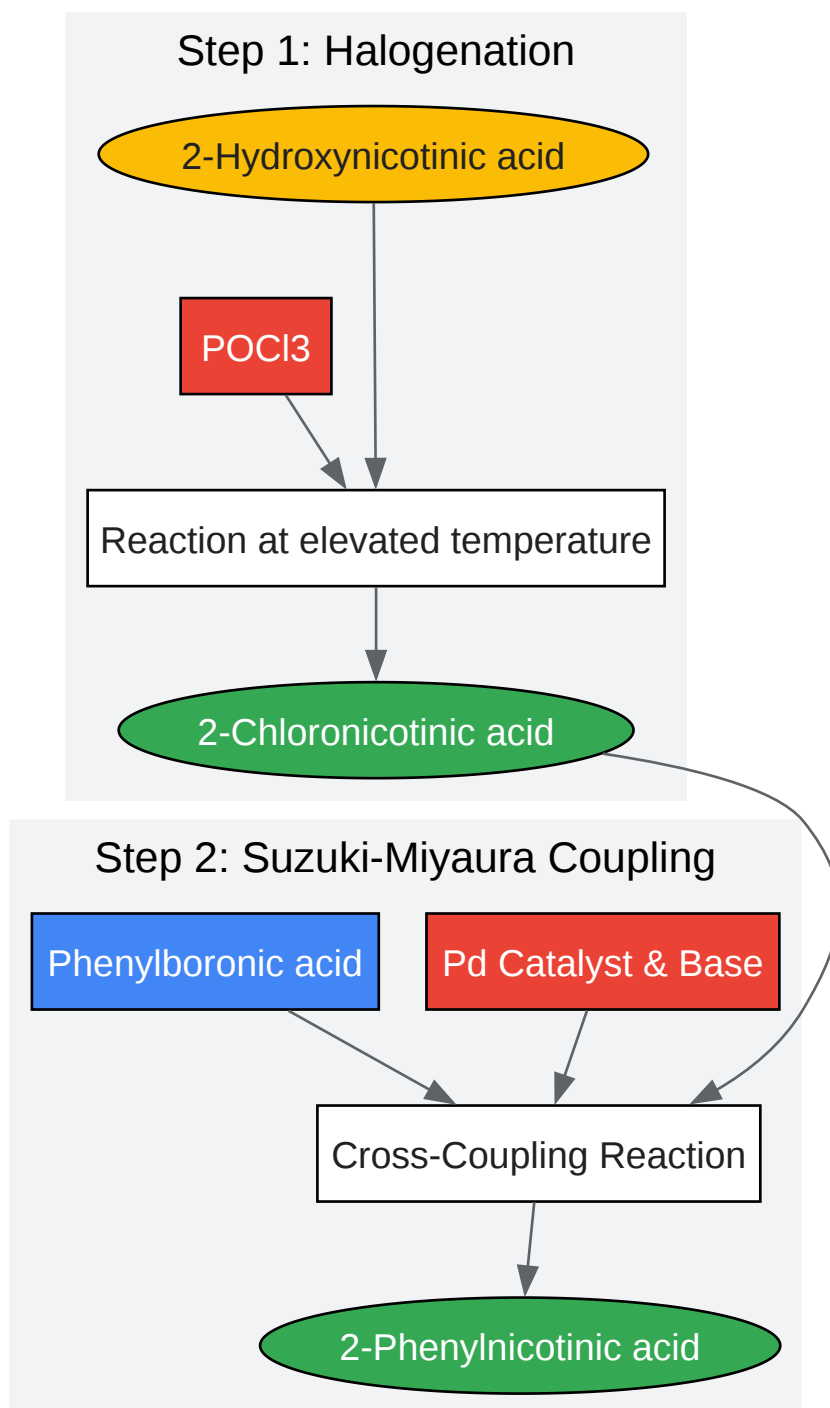 Step 1: Halogenation
2-Hydroxynicotinic acid
POCl3
Reaction at elevated temperature
2-Chloronicotinic acid
Step 2: Suzuki-Miyaura Coupling
Phenylboronic acid
Pd Catalyst & Base
Cross-Coupling Reaction
2-Phenylnicotinic acid